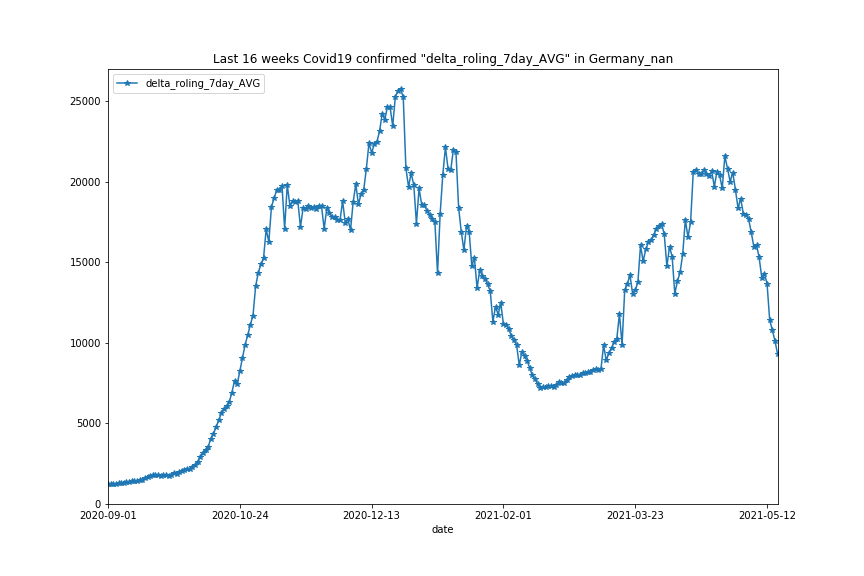 Last 16 weeks Covid19 confirmed "delta_roling_7day_AVG" in Germany_nan
delta_roling_7day_AVG
25000
20000
15000
10000
5000
0
2020-09-01 2020-10-24 2020-12-13 2021-02-01 2021-03-23 2021-05-12
date